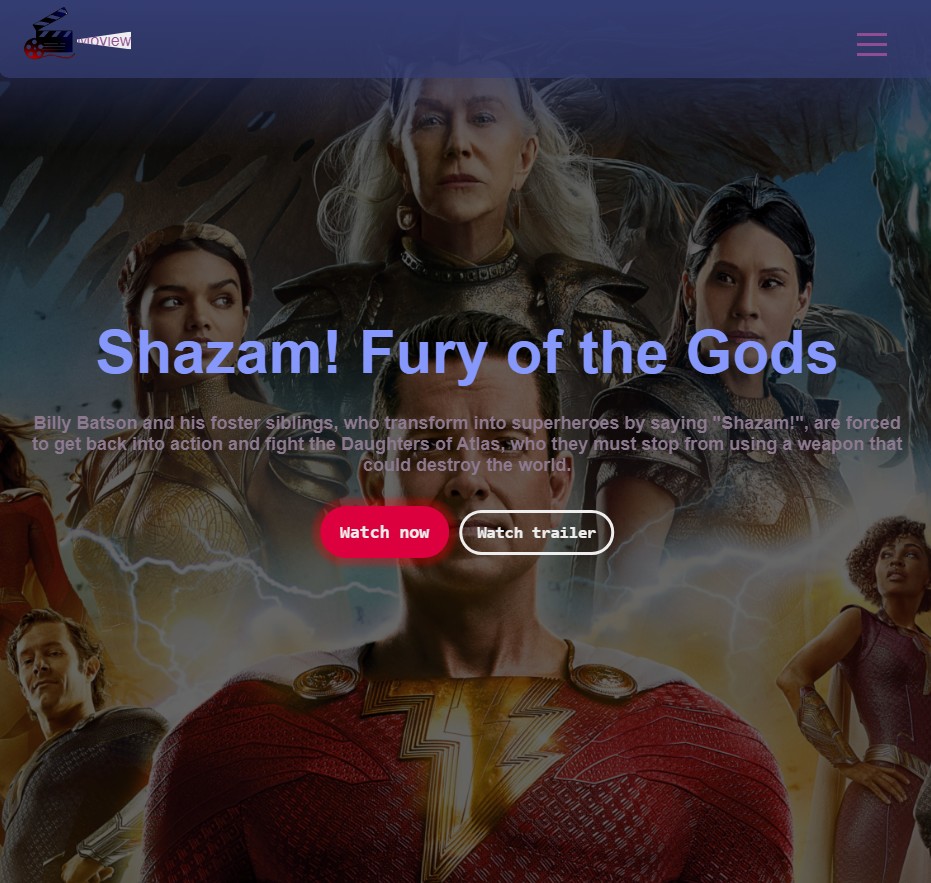 Moview
Shazam! Fury of the Gods
Billy Batson and his foster siblings, who transform into superheroes by saying "Shazam!", are forced
to get back into action and fight the Daughters of Atlas, who they must stop from using a weapon that
could destroy the world.
Watch now
Watch trailer